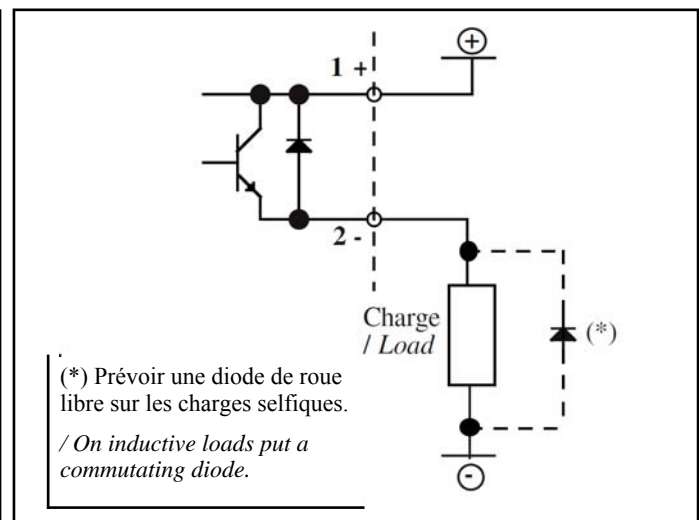 +
1 +
2 -
Charge
/ Load
(*)
(*) Prévoir une diode de roue
libre sur les charges selfiques.
/ On inductive loads put a
commutating diode.
-